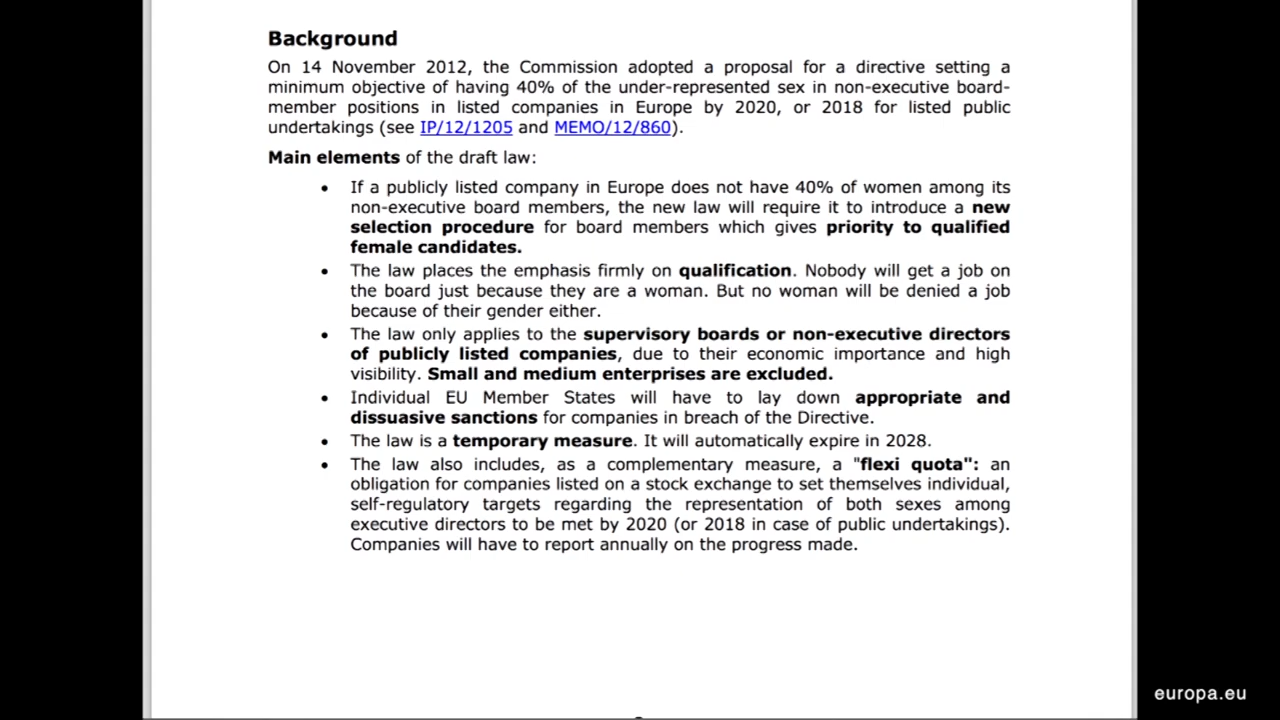 Background
On 14 November 2012, the Commission adopted a proposal for a directive setting a
minimum objective of having 40% of the under-represented sex in non-executive board-
member positions in listed companies in Europe by 2020, or 2018 for listed public
undertakings (see IP/12/1205 and MEMO/12/860).
Main elements of the draft law:
• If a publicly listed company in Europe does not have 40% of women among its
non-executive board members, the new law will require it to introduce a new
selection procedure for board members which gives priority to qualified
female candidates.
• The law places the emphasis firmly on qualification. Nobody will get a job on
the board just because they are a woman. But no woman will be denied a job
because of their gender either.
• The law only applies to the supervisory boards or non-executive directors
of publicly listed companies, due to their economic importance and high
visibility. Small and medium enterprises are excluded.
• Individual EU Member States will have to lay down appropriate and
dissuasive sanctions for companies in breach of the Directive.
• The law is a temporary measure. It will automatically expire in 2028.
• The law also includes, as a complementary measure, a "flexi quota": an
obligation for companies listed on a stock exchange to set themselves individual,
self-regulatory targets regarding the representation of both sexes among
executive directors to be met by 2020 (or 2018 in case of public undertakings).
Companies will have to report annually on the progress made.
europa.eu